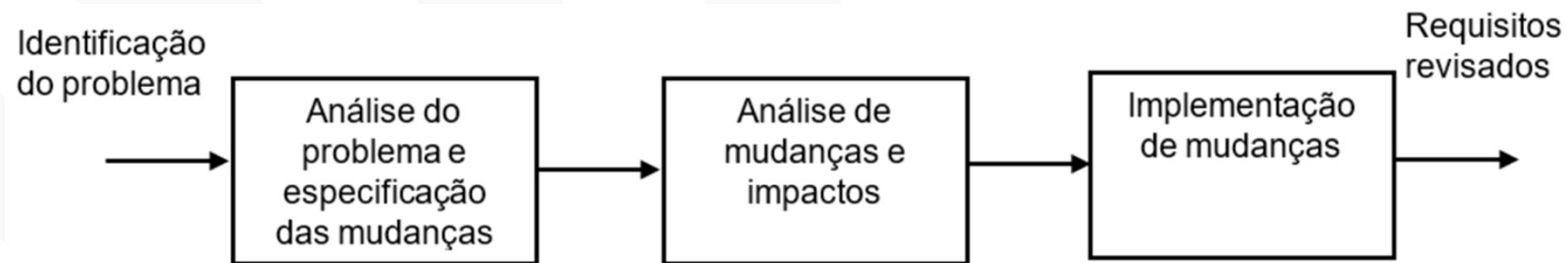 Identificação
do problema
Análise do
problema e
especificação
das mudanças
Análise de
mudanças e
impactos
Implementação
de mudanças
Requisitos
revisados